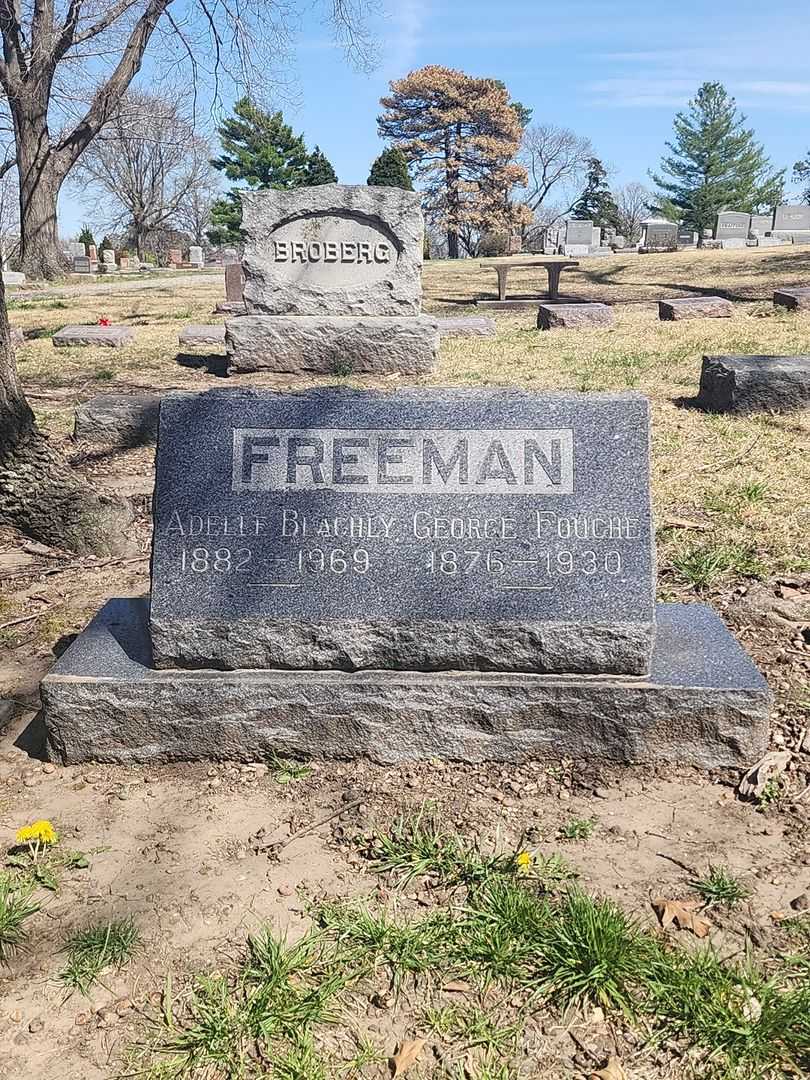 BROBERG
FREEMAN
ADELLE BLACHLY GEORGE FOUCHE
1882 — 1969 1876 — 1930